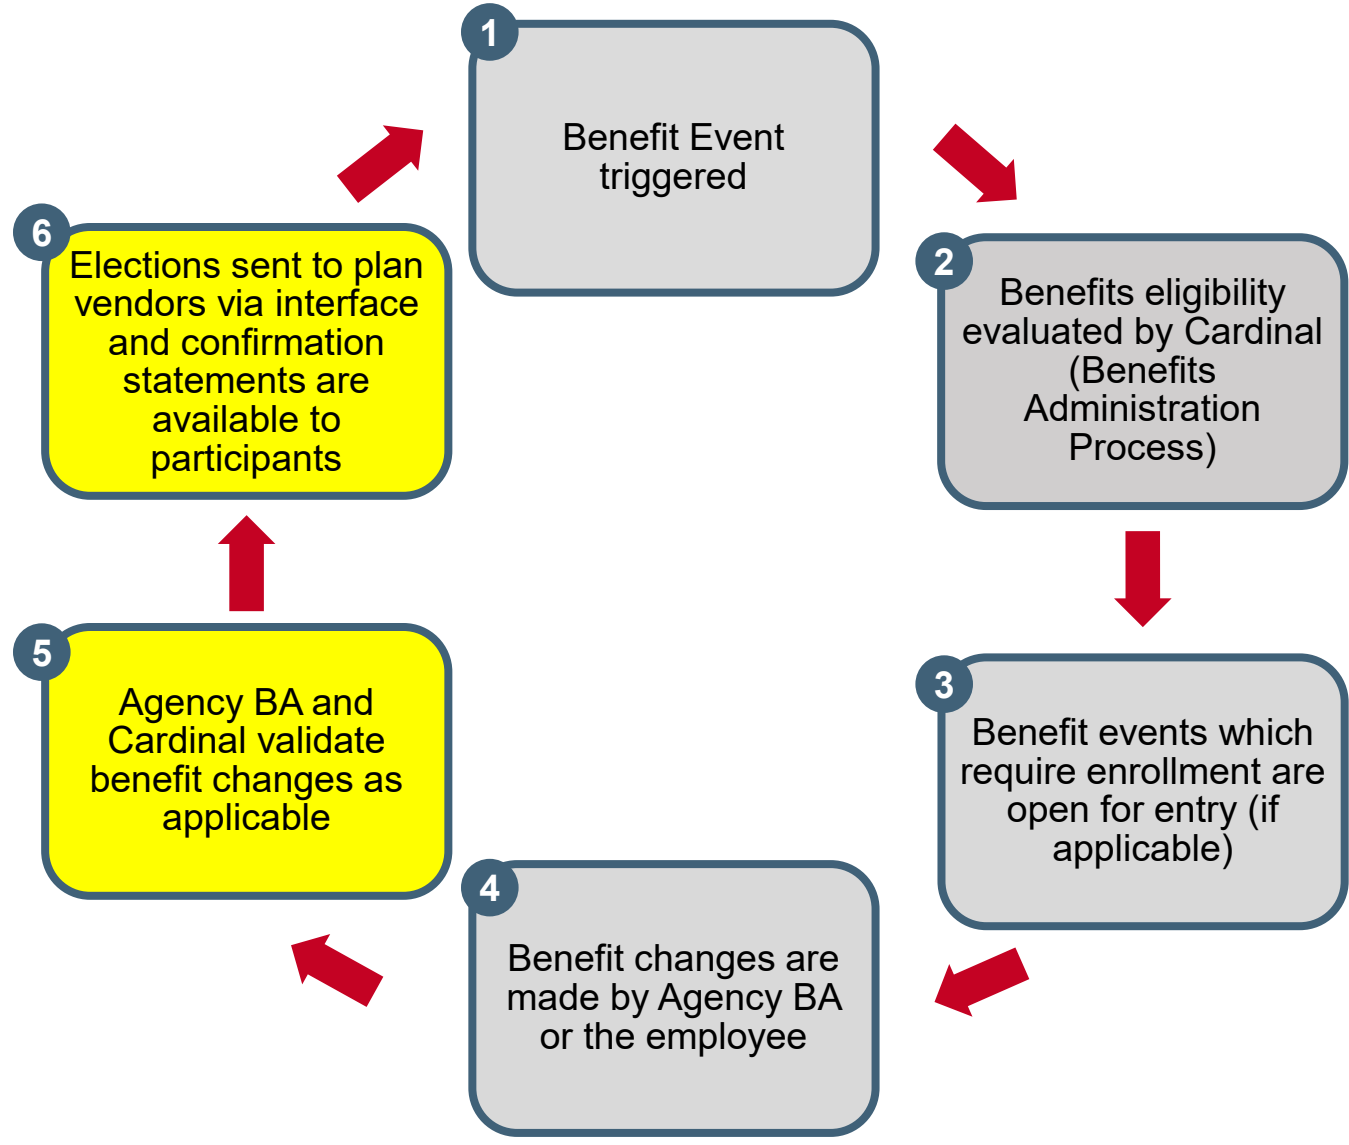 1
Benefit Event
triggered
2
Benefits eligibility
evaluated by Cardinal
(Benefits
Administration
Process)
3
Benefit events which
require enrollment are
open for entry (if
applicable)
4
Benefit changes are
made by Agency BA
or the employee
5
Agency BA and
Cardinal validate
benefit changes as
applicable
6
Elections sent to plan
vendors via interface
and confirmation
statements are
available to
participants